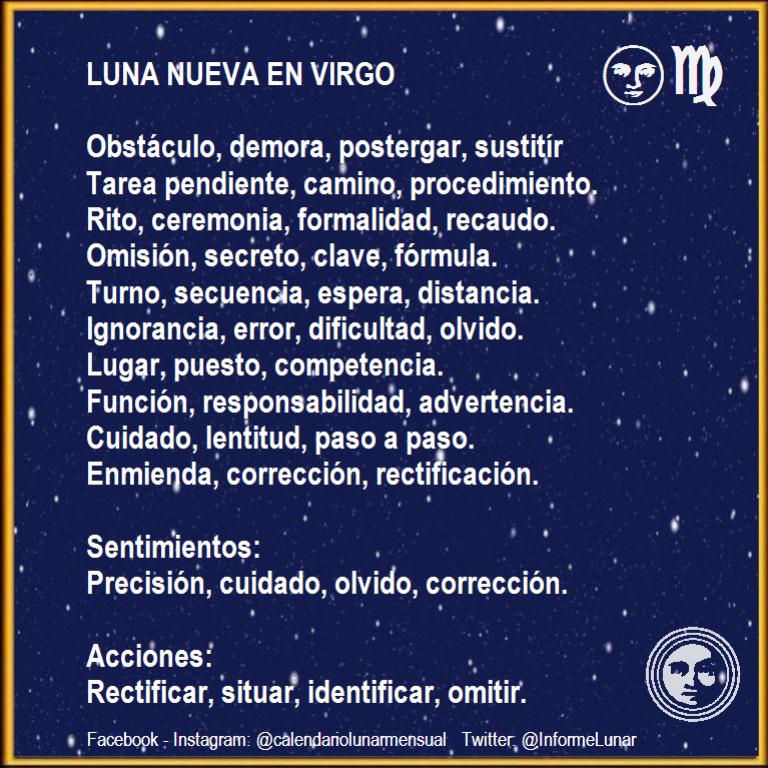 LUNA NUEVA EN VIRGO
Obstáculo, demora, postergar, sustitír
Tarea pendiente, camino, procedimiento.
Rito, ceremonia, formalidad, recaudo.
Omisión, secreto, clave, fórmula.
Turno, secuencia, espera, distancia.
Ignorancia, error, dificultad, olvido.
Lugar, puesto, competencia.
Función, responsabilidad, advertencia.
Cuidado, lentitud, paso a paso.
Enmienda, corrección, rectificación.
Sentimientos:
Precisión, cuidado, olvido, corrección.
Acciones:
Rectificar, situar, identificar, omitir.
Facebook - Instagram: @calendariolunarmensual Twitter: @InformeLunar